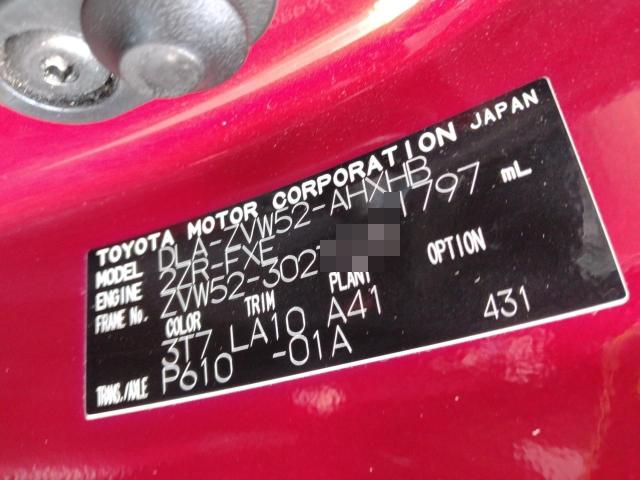 TOYOTA MOTOR CORPORATION JAPAN
MODEL DLA-ZVW52-AHXHB
ENGINE 2ZR-FXE 1797 mL
FRAME No. ZVW52-302
COLOR TRIM PLANT OPTION
3T7 LA10 A41 431
TRANS./AXLE P610 -01A